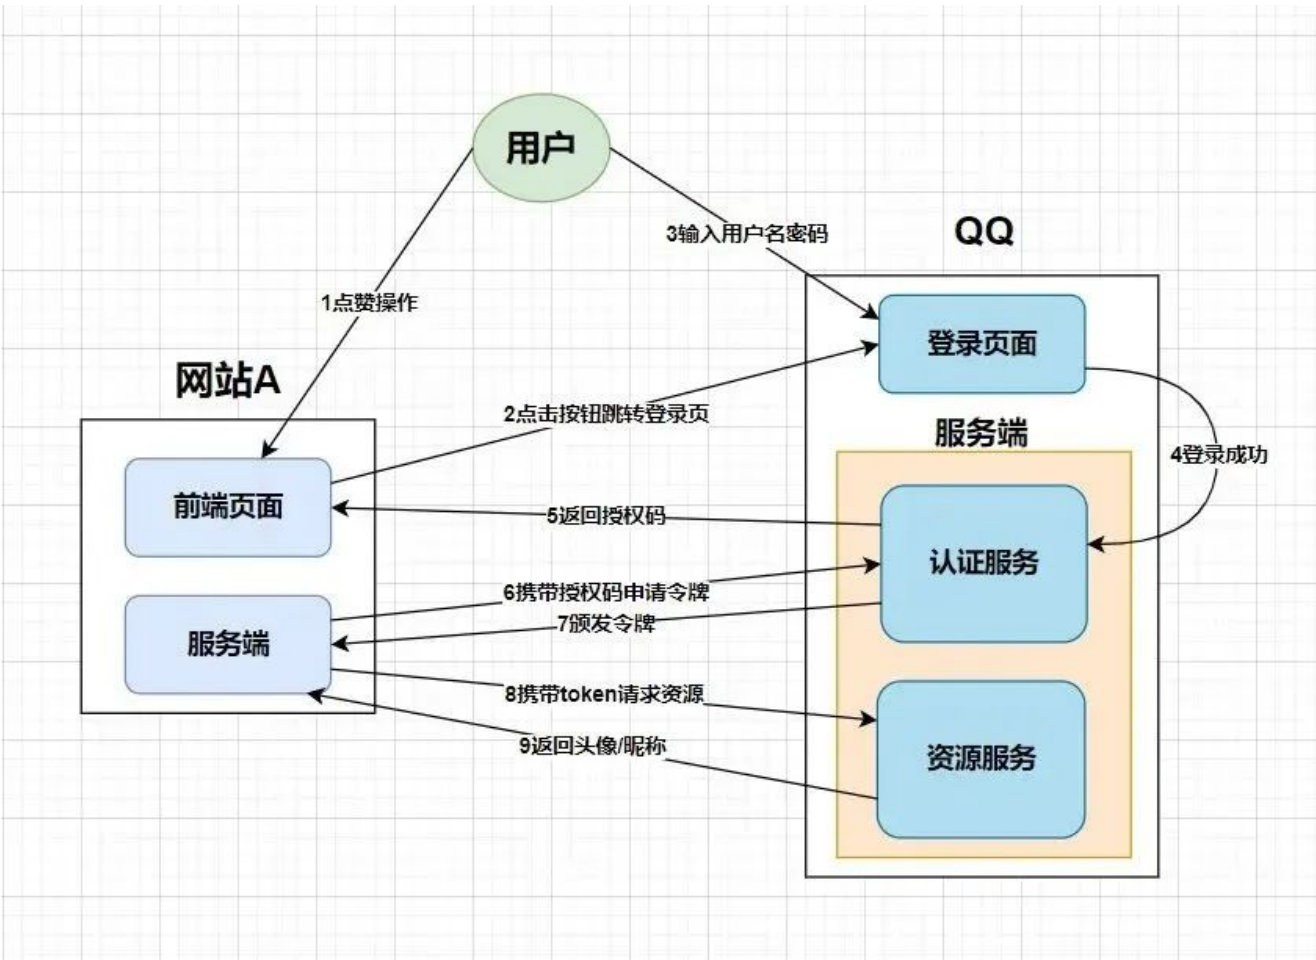 用户
3输入用户名密码
QQ
1点赞操作
登录页面
网站A
2点击按钮跳转登录页
服务端
4登录成功
前端页面
5返回授权码
认证服务
6携带授权码申请令牌
7颁发令牌
服务端
8携带token请求资源
9返回头像/昵称
资源服务